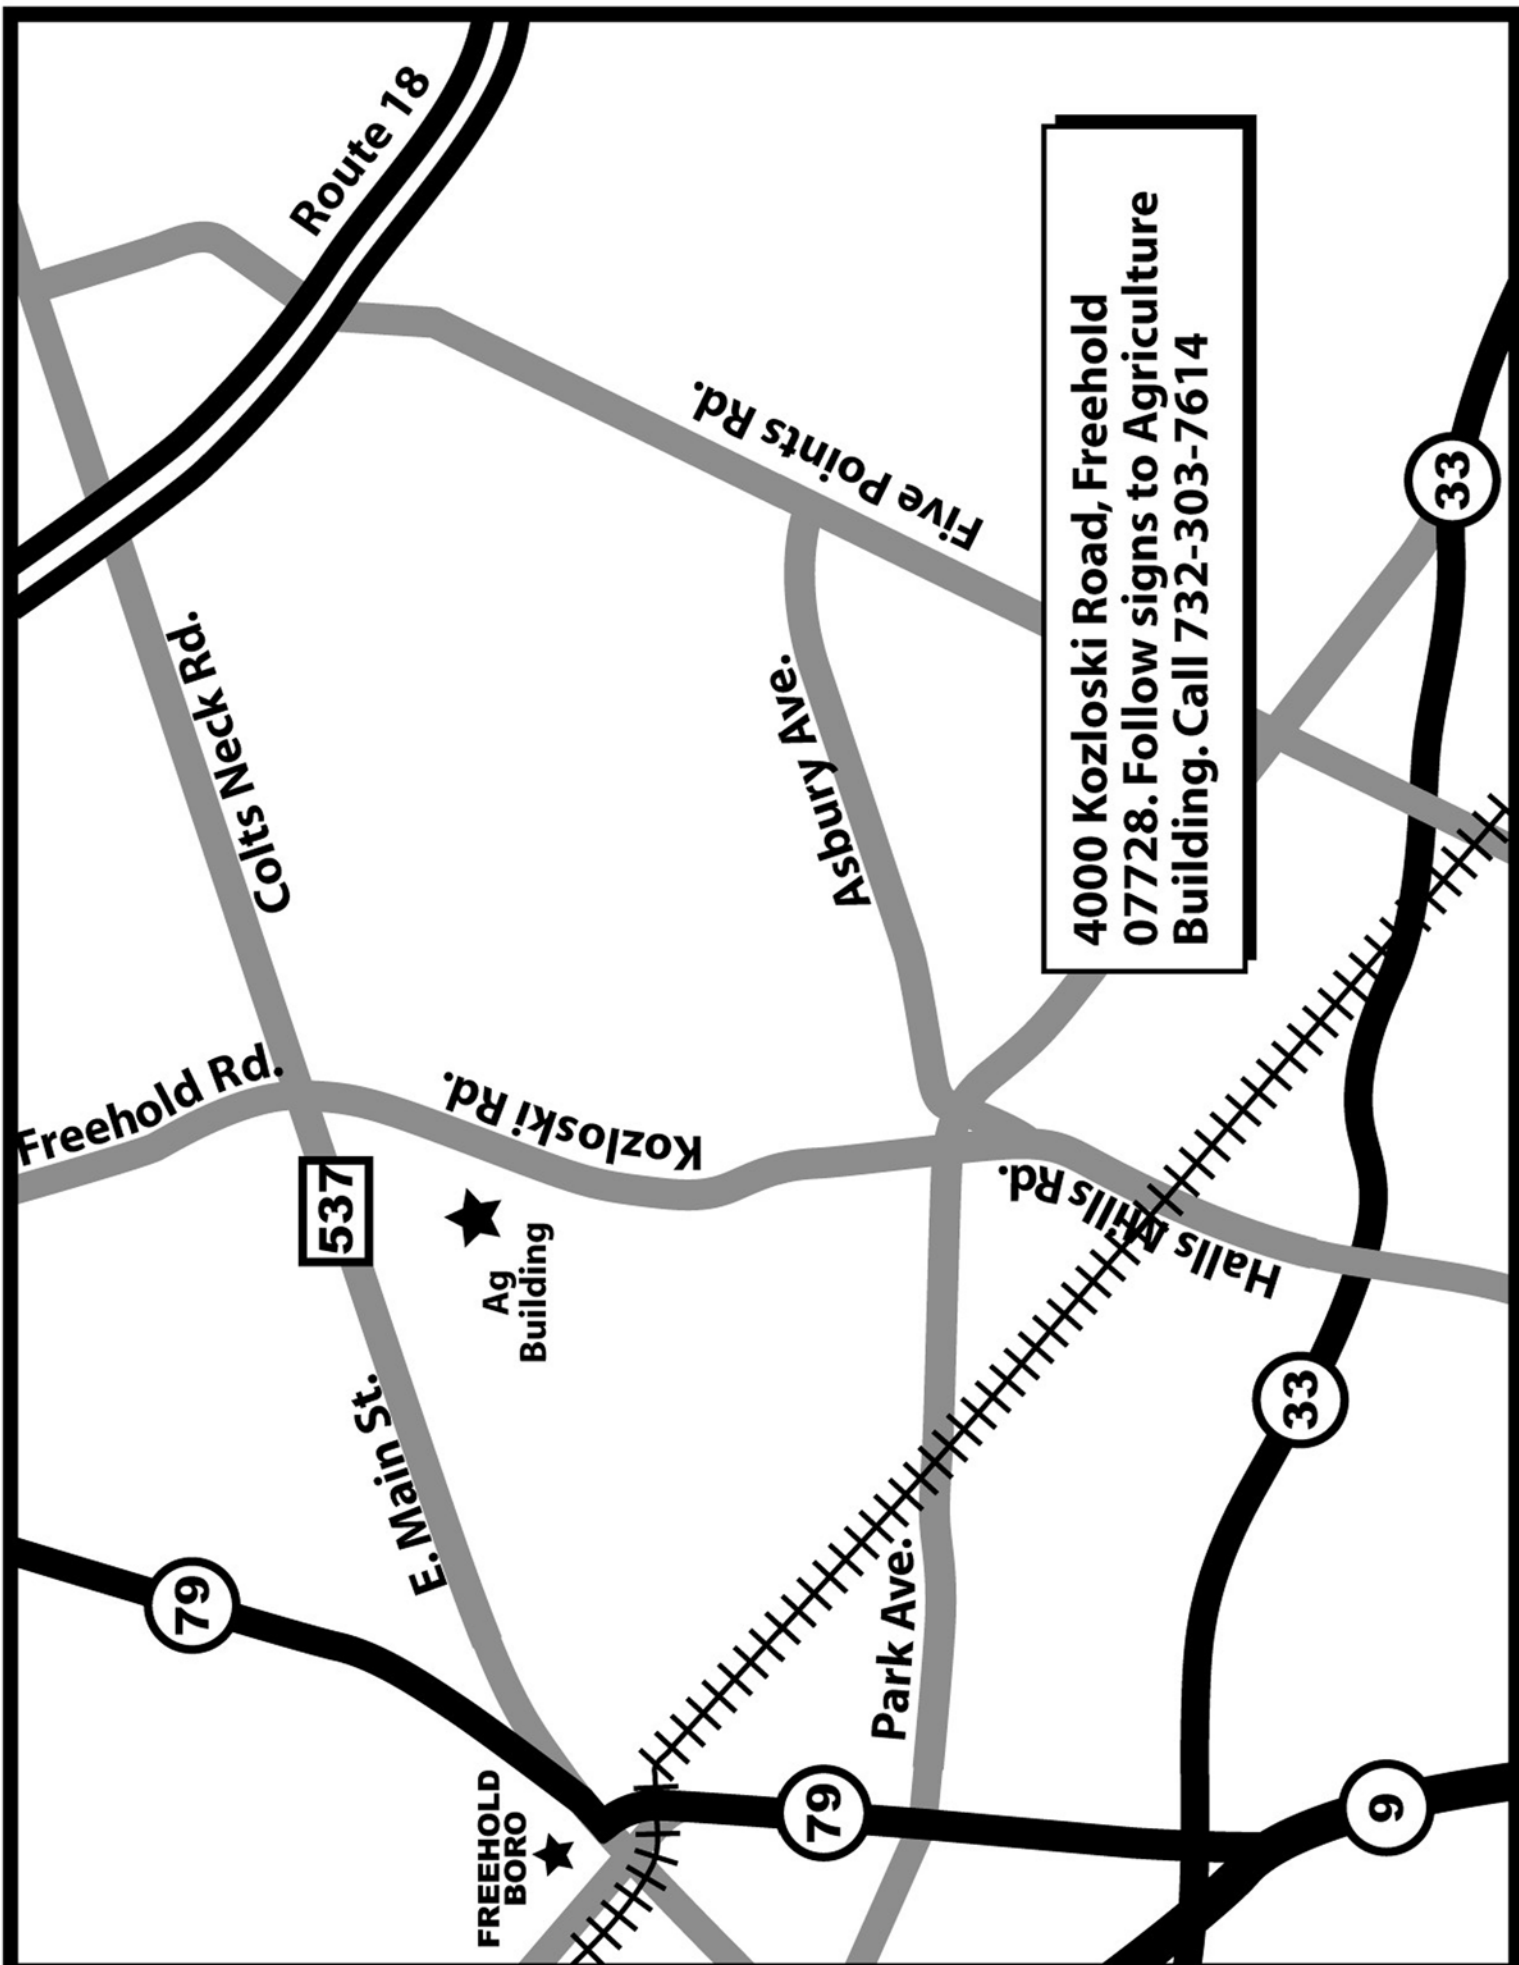 Route 18
Five Points Rd.
Colts Neck Rd.
Asbury Ave.
4000 Kozloski Road, Freehold
07728. Follow signs to Agriculture
Building. Call 732-303-7614
33
Freehold Rd.
Kozloski Rd.
537
Ag
Building
Halls Mills Rd.
E. Main St.
33
79
Park Ave.
FREEHOLD
BORO
79
9